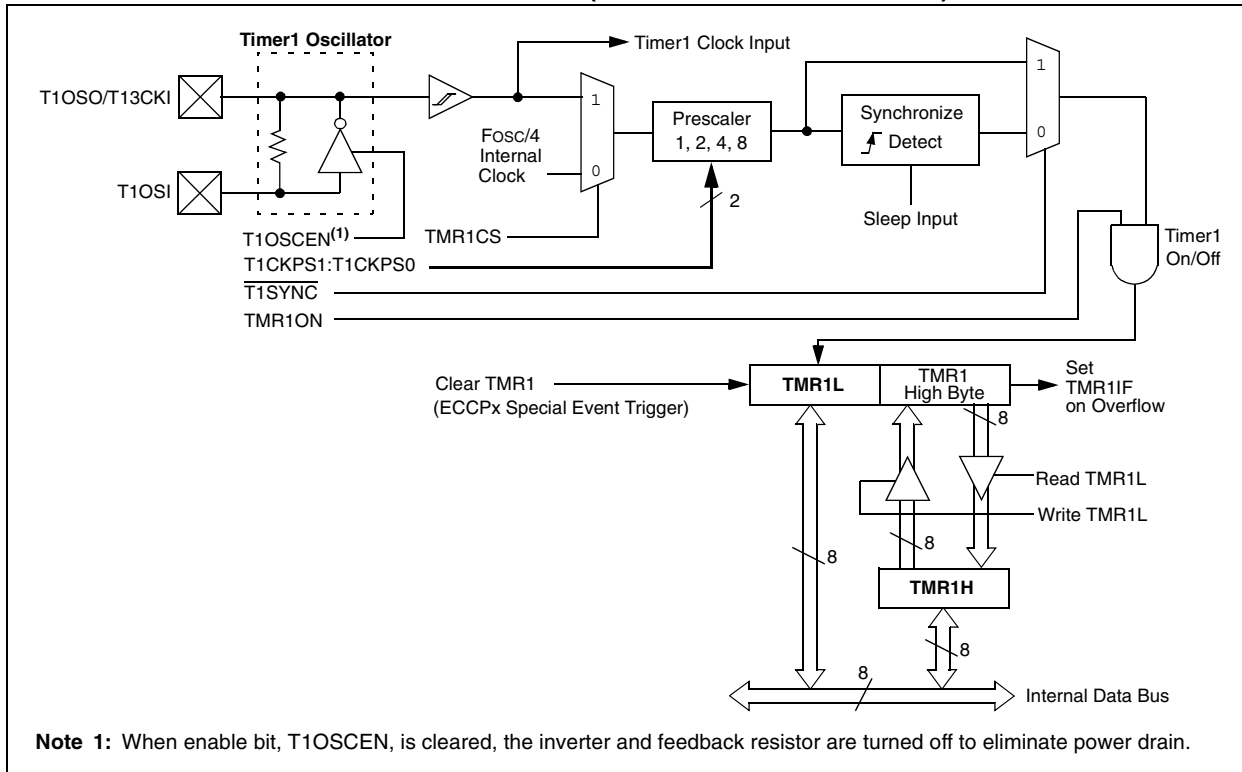 Timer1 Oscillator
Timer1 Clock Input
T1OSO/T13CKI
1
1
FOSC/4
Internal
Clock
0
Prescaler
1, 2, 4, 8
Synchronize
Detect
0
T1OSI
2
Sleep Input
T1OSCEN(1)
TMR1CS
Timer1
On/Off
T1CKPS1:T1CKPS0
T1SYNC
TMR1ON
Clear TMR1
(ECCPx Special Event Trigger)
TMR1L
TMR1
High Byte
Set
TMR1IF
on Overflow
8
Read TMR1L
Write TMR1L
8
8
TMR1H
8
8
Internal Data Bus
Note 1: When enable bit, T1OSCEN, is cleared, the inverter and feedback resistor are turned off to eliminate power drain.